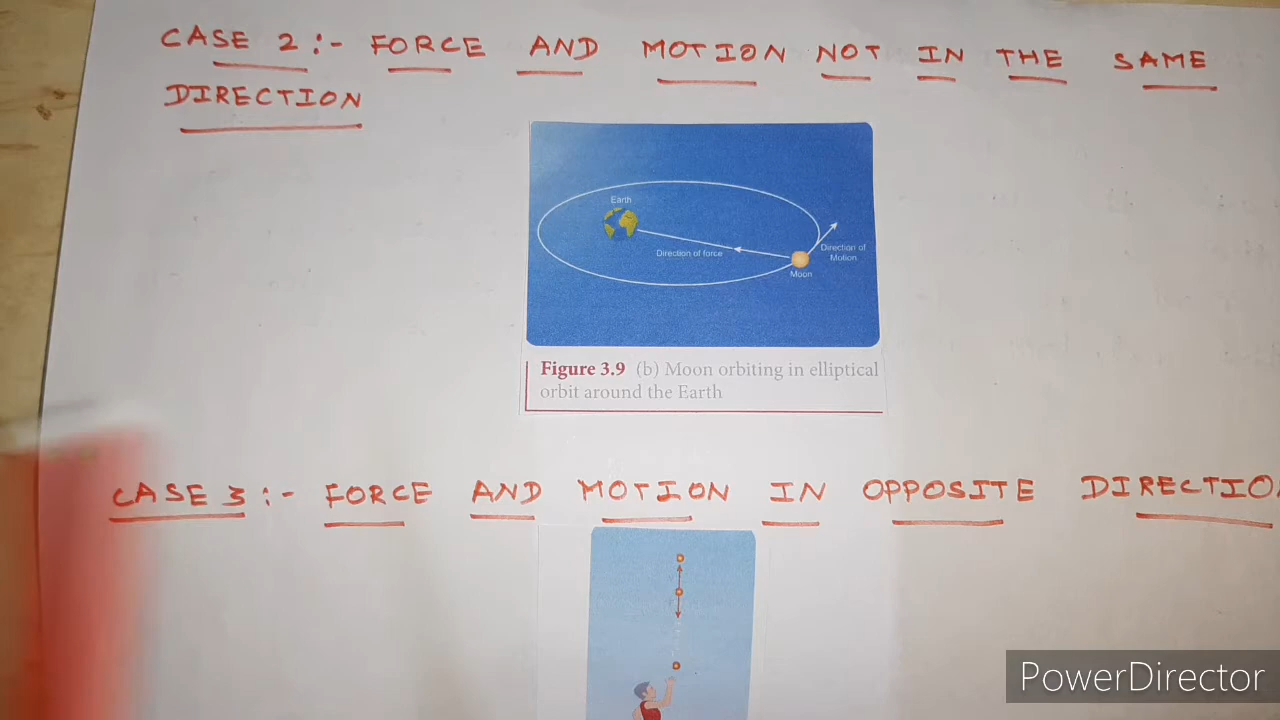 CASE 2:- FORCE AND MOTION NOT IN THE SAME
DIRECTION
Earth
Direction of force
Direction of
Motion
Moon
Figure 3.9 (b) Moon orbiting in elliptical
orbit around the Earth
CASE 3:- FORCE AND MOTION IN OPPOSITE DIRECTIO
PowerDirector